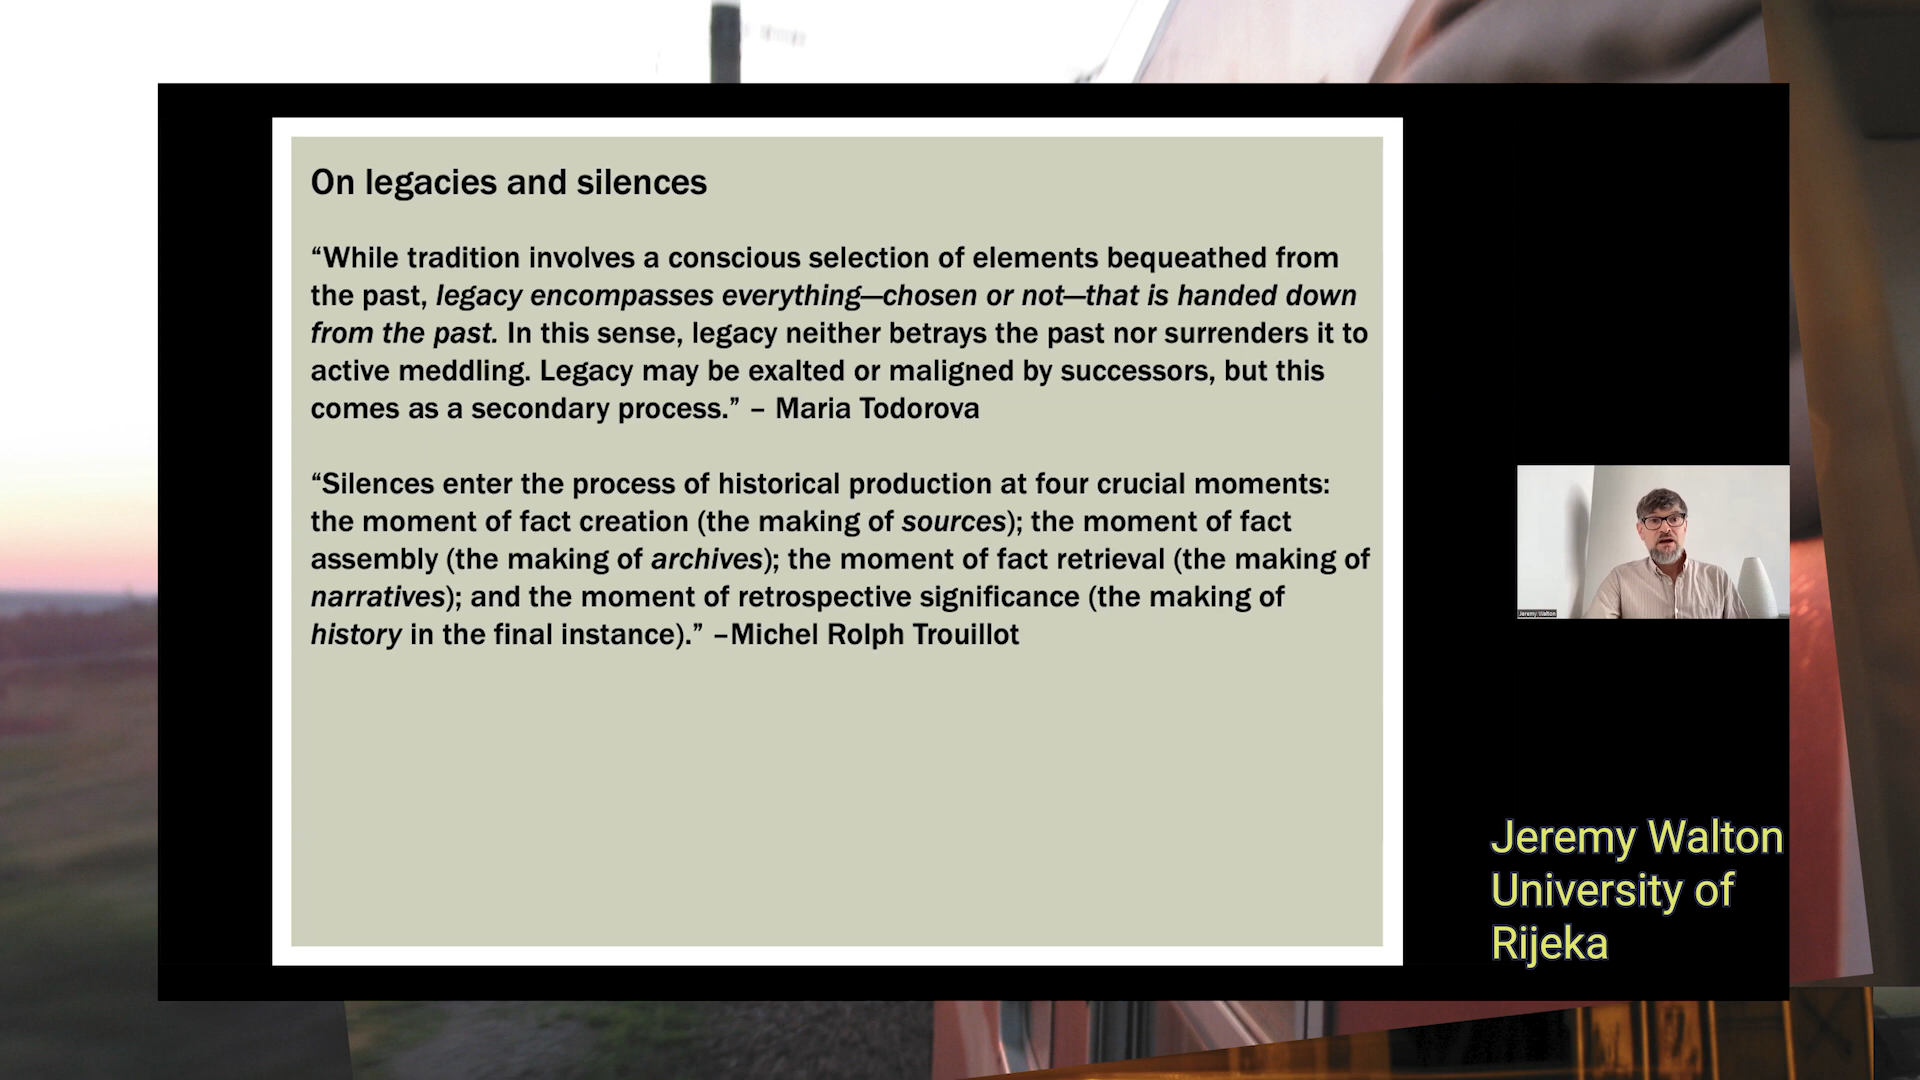 On legacies and silences
“While tradition involves a conscious selection of elements bequeathed from
the past, legacy encompasses everything—chosen or not—that is handed down
from the past. In this sense, legacy neither betrays the past nor surrenders it to
active meddling. Legacy may be exalted or maligned by successors, but this
comes as a secondary process.” – Maria Todorova
“Silences enter the process of historical production at four crucial moments:
the moment of fact creation (the making of sources); the moment of fact
assembly (the making of archives); the moment of fact retrieval (the making of
narratives); and the moment of retrospective significance (the making of
history in the final instance).” –Michel Rolph Trouillot
Jeremy Walton
Jeremy Walton
University of
Rijeka